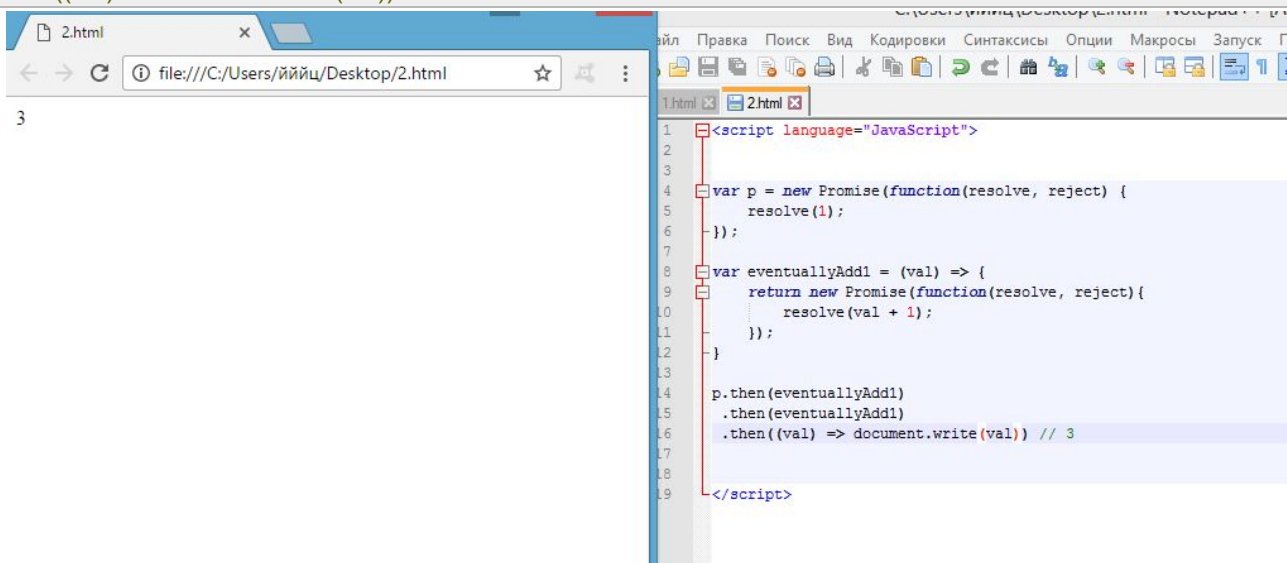 2.html
file:///C:/Users/йййц/Desktop/2.html
3
Правка Поиск Вид Кодировки Синтаксисы Опции Макросы Запуск
1.html 2.html
1 <script language="JavaScript">
2
3
4 var p = new Promise(function(resolve, reject) {
5 resolve(1);
6 });
7
8 var eventuallyAdd1 = (val) => {
9 return new Promise(function(resolve, reject){
10 resolve(val + 1);
11 });
12 }
13
14 p.then(eventuallyAdd1)
15 .then(eventuallyAdd1)
16 .then((val) => document.write(val)) // 3
17
18
19 </script>